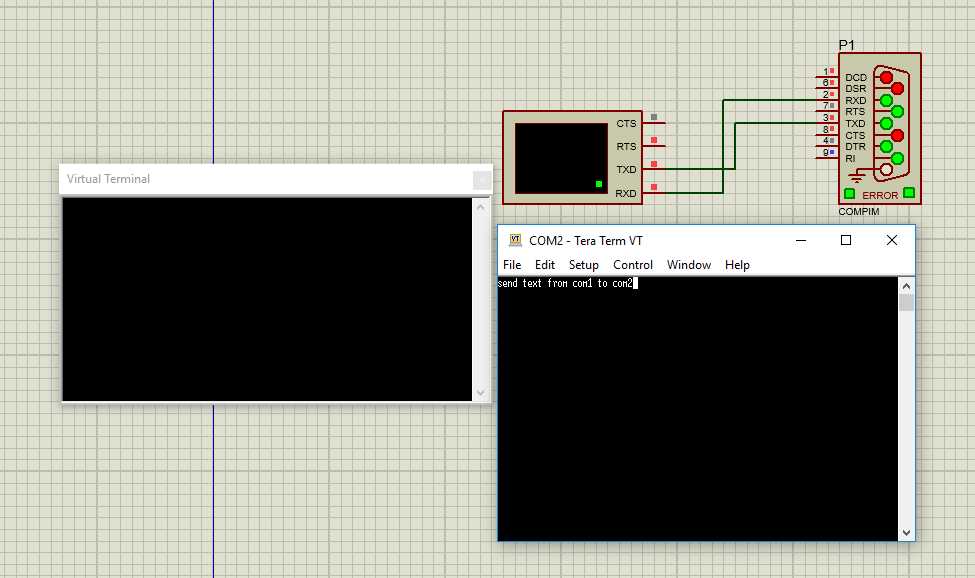 P1
1
DCD
6
DSR
2
RXD
7
RTS
3
TXD
8
CTS
4
DTR
9
RI
ERROR
COMPIM
CTS
RTS
TXD
RXD
Virtual Terminal
x
VT
COM2 - Tera Term VT
File Edit Setup Control Window Help
send text from com1 to com2